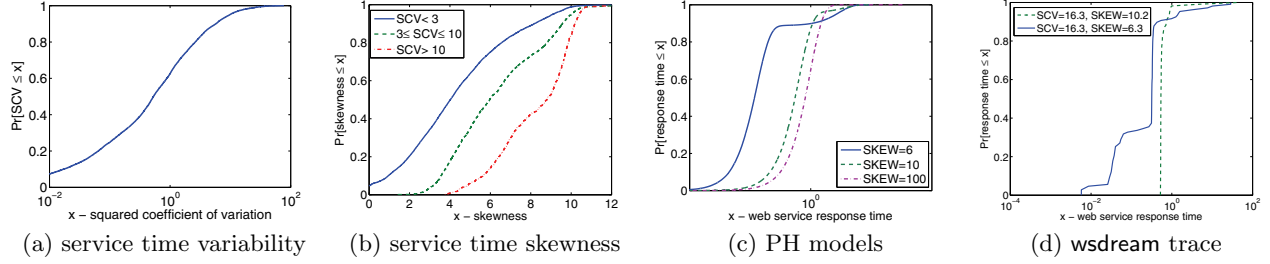 Pr[SCV ≤ x]
1
0.8
0.6
0.4
0.2
0
10^-2
10^0
10^2
x − squared coefficient of variation
(a) service time variability
Pr[skewness ≤ x]
1
0.8
0.6
0.4
0.2
0
SCV< 3
3≤ SCV≤ 10
SCV> 10
0 2 4 6 8 10 12
x − skewness
(b) service time skewness
Pr[response time ≤ x]
1
0.8
0.6
0.4
0.2
0
SKEW=6
SKEW=10
SKEW=100
10^0
x − web service response time
(c) PH models
Pr[response time ≤ x]
1
0.8
0.6
0.4
0.2
0
SCV=16.3, SKEW=10.2
SCV=16.3, SKEW=6.3
10^-4
10^-2
10^0
10^2
x − web service response time
(d) wsdream trace